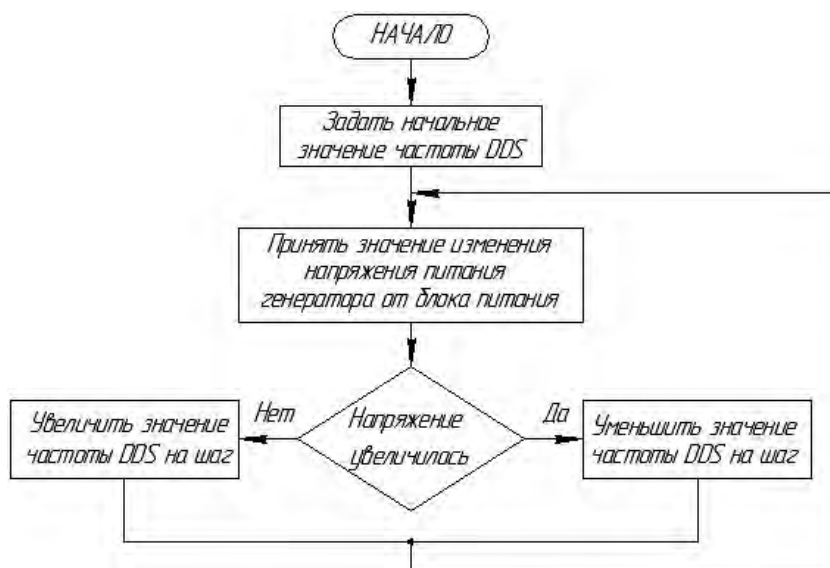 НАЧАЛО
Задать начальное
значение частоты DDS
Принять значение изменения
напряжения питания
генератора от блока питания
Нет
Да
Увеличить значение
частоты DDS на шаг
Напряжение
увеличилась
Уменьшить значение
частоты DDS на шаг